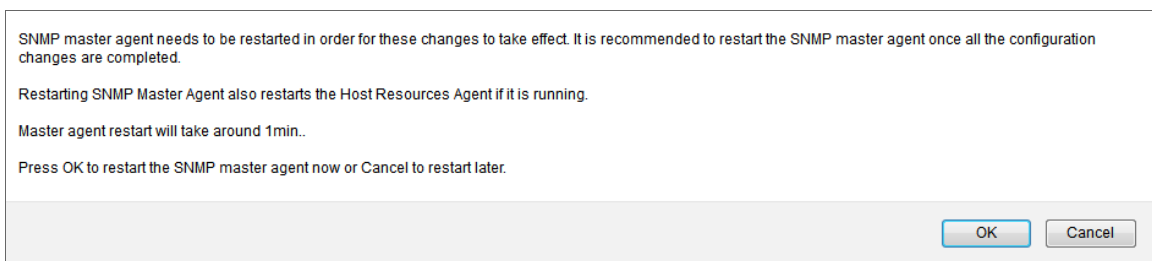 SNMP master agent needs to be restarted in order for these changes to take effect. It is recommended to restart the SNMP master agent once all the configuration
changes are completed.
Restarting SNMP Master Agent also restarts the Host Resources Agent if it is running.
Master agent restart will take around 1min..
Press OK to restart the SNMP master agent now or Cancel to restart later.
OK Cancel